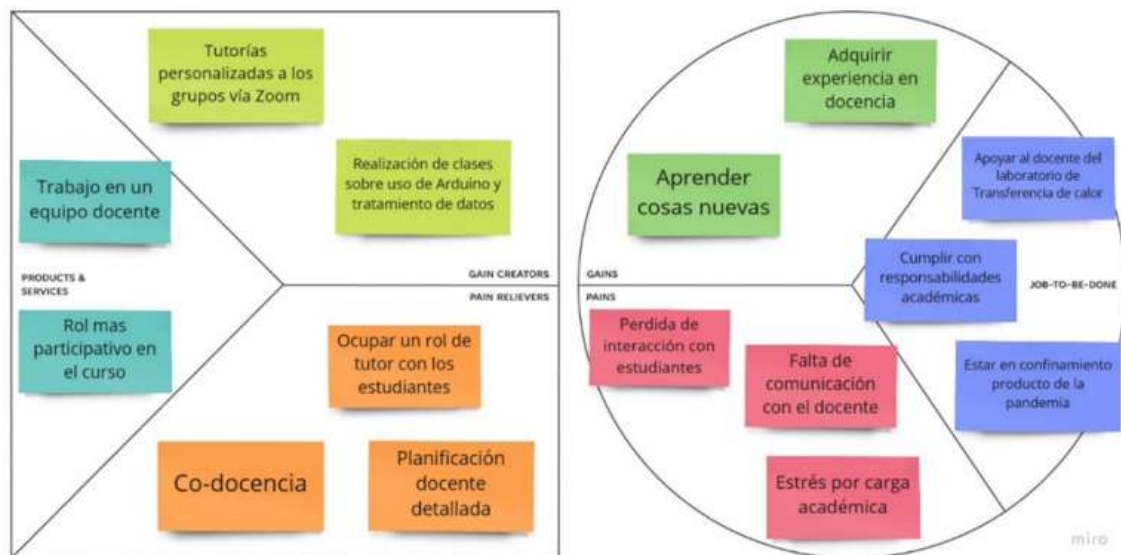 Tutorías
personalizadas a los
grupos vía Zoom
Trabajo en un
equipo docente
Realización de clases
sobre uso de Arduino y
tratamiento de datos
PRODUCTS &
SERVICES
GAIN CREATORS
PAIN RELIEVERS
Rol mas
participativo en
el curso
Ocupar un rol de
tutor con los
estudiantes
Co-docencia
Planificación
docente
detallada
Adquirir
experiencia en
docencia
Aprender
cosas nuevas
Apoyar al docente del
laboratorio de
Transferencia de calor
Cumplir con
responsabilidades
académicas
GAINS
PAINS
JOB-TO-BE-DONE
Perdida de
interacción con
estudiantes
Falta de
comunicación
con el docente
Estar en confinamiento
producto de la
pandemia
Estrés por carga
académica
miro